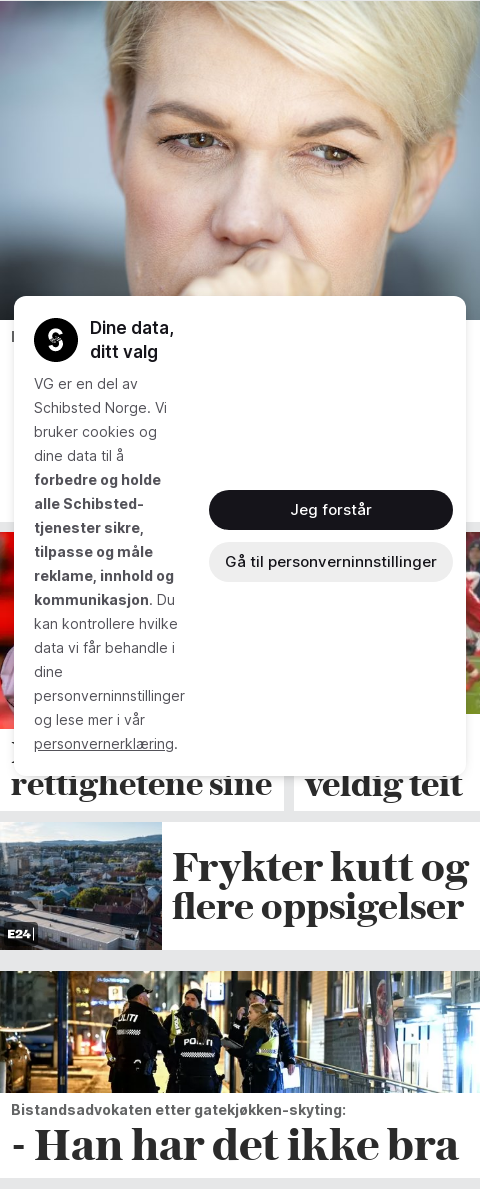 Dine data,
ditt valg
VG er en del av
Schibsted Norge. Vi
bruker cookies og
dine data til å
forbedre og holde
alle Schibsted-
tjenester sikre,
tilpasse og måle
reklame, innhold og
kommunikasjon. Du
kan kontrollere hvilke
data vi får behandle i
dine
personverninnstillinger
og lese mer i vår
personvernerklæring.
Jeg forstår
Gå til personverninnstillinger
rettighetene sine
veldig teit
E24
Frykter kutt og
flere oppsigelser
POLITI
POLITI
Bistandsadvokaten etter gatekjøkken-skyting:
- Han har det ikke bra